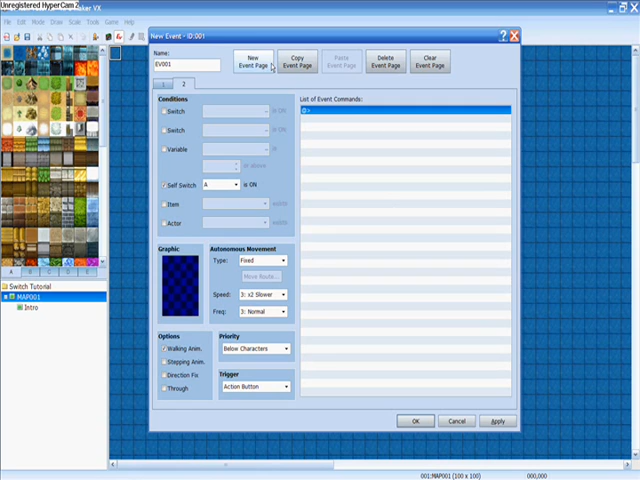 Unregistered HyperCam 2
er VX
File Edit Mode Draw Scale Tools Game Help
New Event - ID:001
Name:
EV001
New Event Page
Copy Event Page
Paste Event Page
Delete Event Page
Clear Event Page
1 2
Conditions
Switch is ON
Switch is ON
Variable is
or above
Self Switch A is ON
Item exists
Actor exists
Graphic
Autonomous Movement
Type: Fixed
Move Route...
Speed: 3: x2 Slower
Freq: 3: Normal
Options
Walking Anim.
Stepping Anim.
Direction Fix
Through
Priority
Below Characters
Trigger
Action Button
List of Event Commands:
@>
OK Cancel Apply
A B C D E
Switch Tutorial
MAP001
Intro
001:MAP001 (100 x 100) 000,000